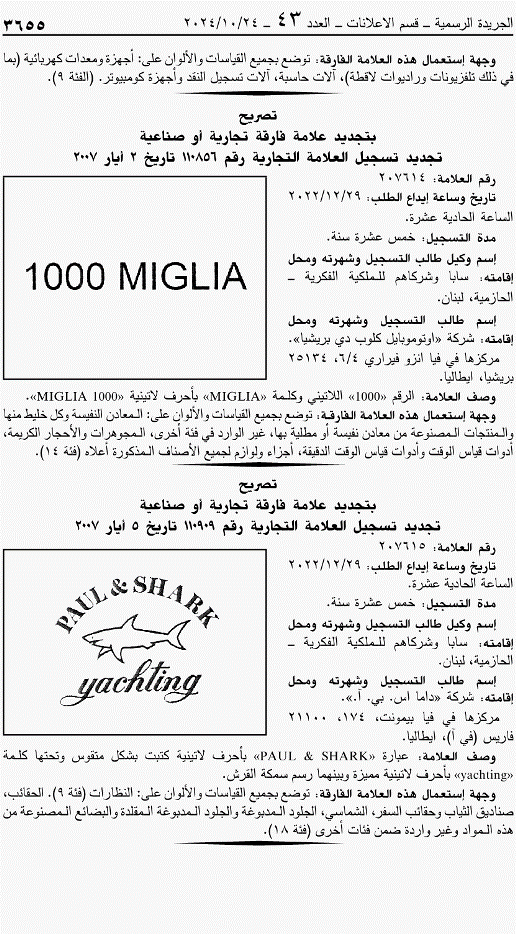 الجريدة الرسمية ــ قسم الاعلانات ــ العدد ٤٣ ــ ٢٠٢٤/١٠/٢٤
٣٦٥٥
وجهة إستعمال هذه العلامة الفارقة: توضع بجميع القياسات والألوان على: أجهزة ومعدات كهربائية (بما
في ذلك تلفزيونات وراديوات لاقطة)، آلات حاسبة، آلات تسجيل النقد وأجهزة كومبيوتر. (الفئة ٩).
تصريح
بتجديد علامة فارقة تجارية أو صناعية
تجديد تسجيل العلامة التجارية رقم ١١٠٨٥٦ تاريخ ٢ أيار ٢٠٠٧
رقم العلامة: ٢٠٧٦١٤
تاريخ وساعة إيداع الطلب: ٢٠٢٢/١٢/٢٩
الساعة الحادية عشرة.
مدة التسجيل: خمس عشرة سنة.
إسم وكيل طالب التسجيل وشهرته ومحل
إقامته: سابا وشركاهم للملكية الفكرية ــ
الحازمية، لبنان.
إسم طالب التسجيل وشهرته ومحل
إقامته: شركة «اوتوموبايل كلوب دي بريشيا».
مركزها في فيا انزو فيراري ٦/٤، ٢٥١٣٤
بريشيا، ايطاليا.
1000 MIGLIA
وصف العلامة: الرقم «1000» اللاتيني وكلمة «MIGLIA» بأحرف لاتينية «MIGLIA 1000».
وجهة إستعمال هذه العلامة الفارقة: توضع بجميع القياسات والألوان على: المعادن النفيسة وكل خليط منها
والمنتجات المصنوعة من معادن نفيسة أو مطلية بها، غير الوارد في فئة أخرى، المجوهرات والأحجار الكريمة،
أدوات قياس الوقت وأدوات قياس الوقت الدقيقة، أجزاء ولوازم لجميع الأصناف المذكورة أعلاه (فئة ١٤).
تصريح
بتجديد علامة فارقة تجارية أو صناعية
تجديد تسجيل العلامة التجارية رقم ١١٠٩٠٩ تاريخ ٥ أيار ٢٠٠٧
رقم العلامة: ٢٠٧٦١٥
تاريخ وساعة إيداع الطلب: ٢٠٢٢/١٢/٢٩
الساعة الحادية عشرة.
مدة التسجيل: خمس عشرة سنة.
إسم وكيل طالب التسجيل وشهرته ومحل
إقامته: سابا وشركاهم للملكية الفكرية ــ
الحازمية، لبنان.
إسم طالب التسجيل وشهرته ومحل
إقامته: شركة «داما اس. بي. آ.».
مركزها في فيا بيمونت، ١٧٤، ٢١١٠٠
فاريس (في آ)، ايطاليا.
PAUL & SHARK
yachting
وصف العلامة: عبارة «PAUL & SHARK» بأحرف لاتينية كتبت بشكل متقوس وتحتها كلمة
«yachting» بأحرف لاتينية مميزة وبينهما رسم سمكة القرش.
وجهة إستعمال هذه العلامة الفارقة: توضع بجميع القياسات والألوان على: النظارات (فئة ٩). الحقائب،
صناديق الثياب وحقائب السفر، الشماسي، الجلود المدبوغة والجلود المدبوغة المقلدة والبضائع المصنوعة من
هذه المواد وغير واردة ضمن فئات أخرى (فئة ١٨).